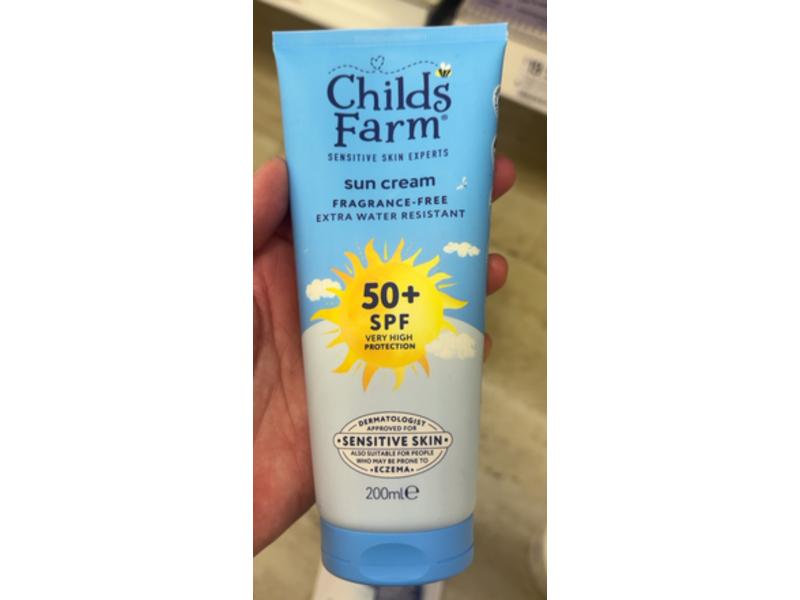 Childs
Farm®
SENSITIVE SKIN EXPERTS
sun cream
FRAGRANCE-FREE
EXTRA WATER RESISTANT
50+
SPF
VERY HIGH
PROTECTION
DERMATOLOGIST
APPROVED FOR
•SENSITIVE SKIN•
ALSO SUITABLE FOR PEOPLE
WHO MAY BE PRONE TO
•ECZEMA•
200ml℮